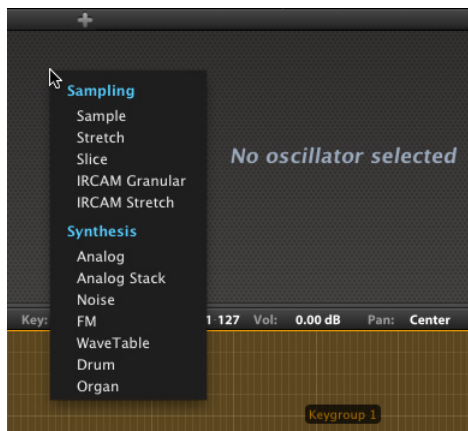 Sampling
Sample
Stretch
Slice
IRCAM Granular
IRCAM Stretch
No oscillator selected
Synthesis
Analog
Analog Stack
Noise
FM
WaveTable
Drum
Organ
Key: 1-127 Vol: 0.00 dB Pan: Center
Keygroup 1